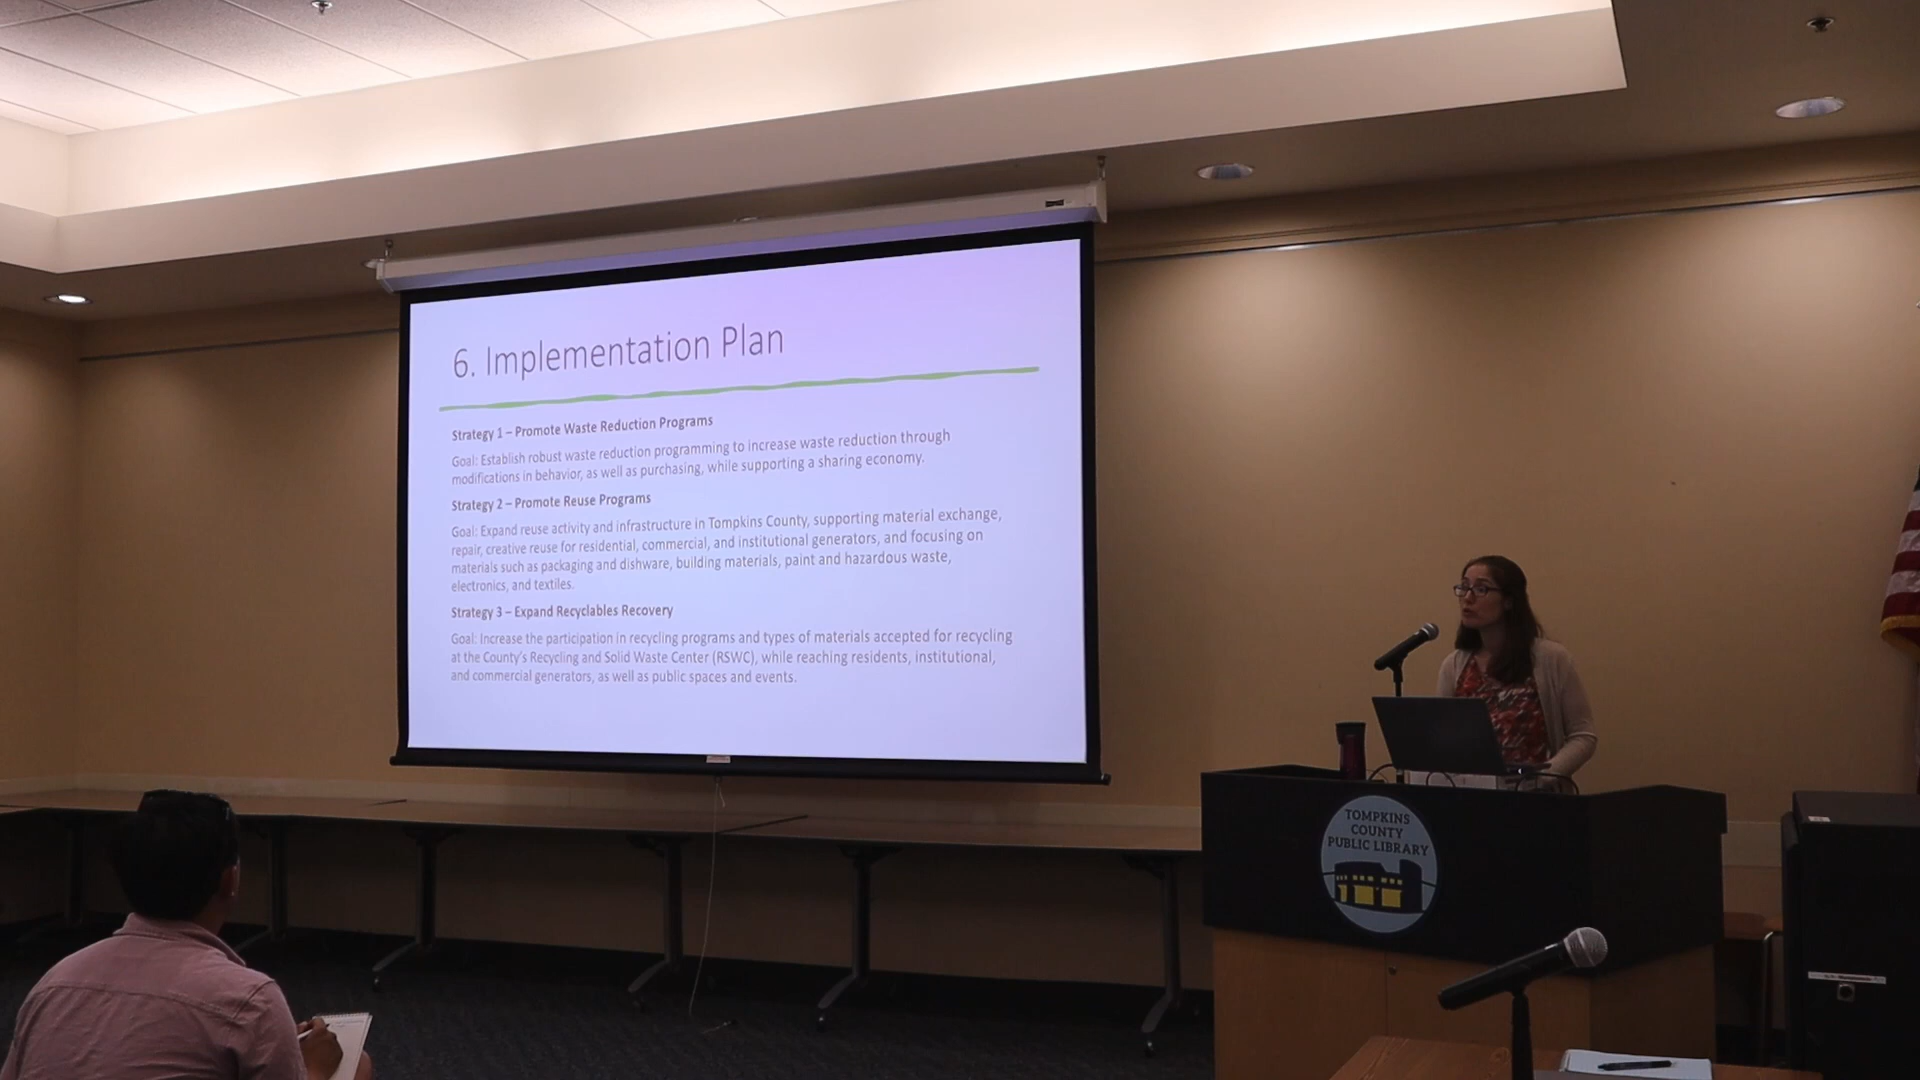 6. Implementation Plan
Strategy 1 – Promote Waste Reduction Programs
Goal: Establish robust waste reduction programming to increase waste reduction through
modifications in behavior, as well as purchasing, while supporting a sharing economy.
Strategy 2 – Promote Reuse Programs
Goal: Expand reuse activity and infrastructure in Tompkins County, supporting material exchange,
repair, creative reuse for residential, commercial, and institutional generators, and focusing on
materials such as packaging and dishware, building materials, paint and hazardous waste,
electronics, and textiles.
Strategy 3 – Expand Recyclables Recovery
Goal: Increase the participation in recycling programs and types of materials accepted for recycling
at the County's Recycling and Solid Waste Center (RSWC), while reaching residents, institutional,
and commercial generators, as well as public spaces and events.
TOMPKINS
COUNTY
PUBLIC LIBRARY